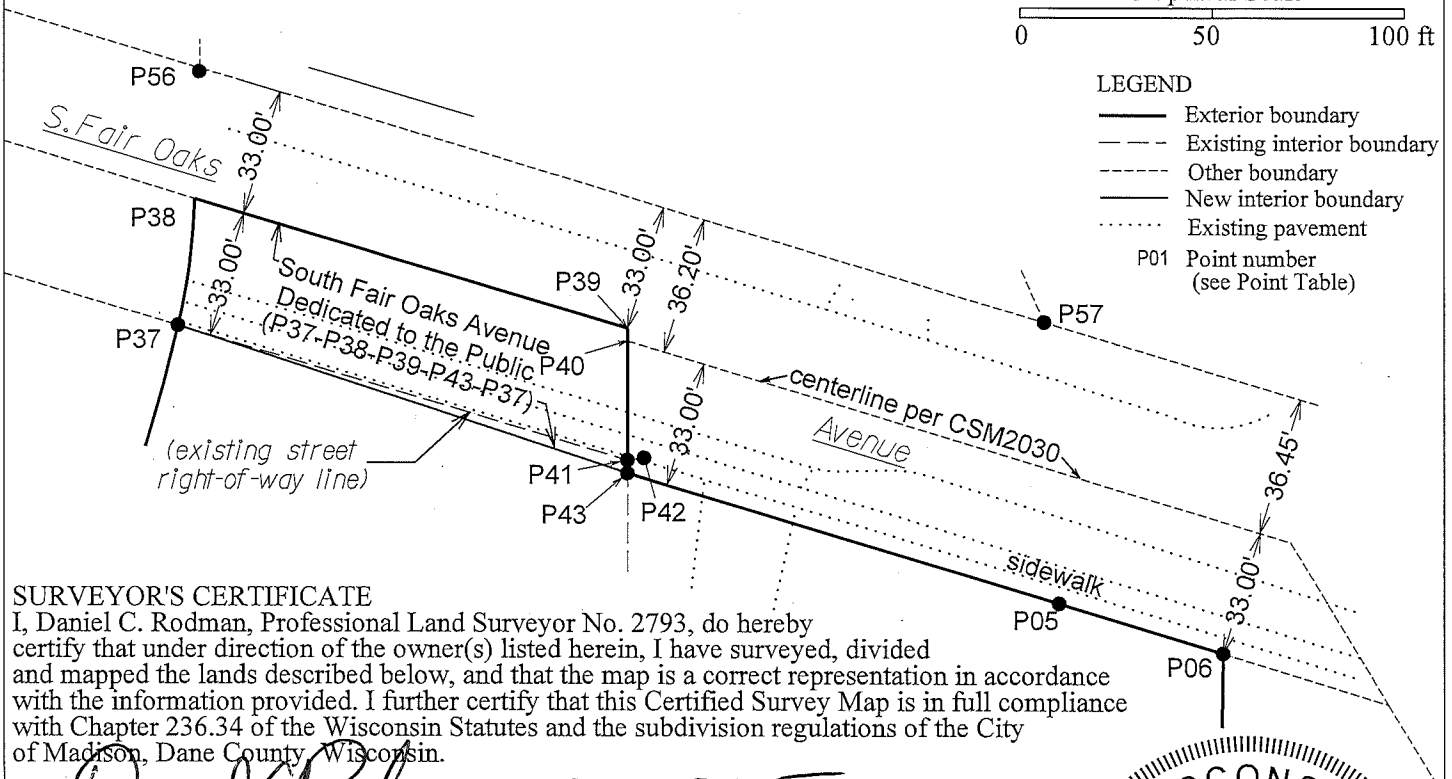 0 50 100 ft
LEGEND
Exterior boundary
Existing interior boundary
Other boundary
New interior boundary
Existing pavement
P01 Point number
(see Point Table)
P56
S. Fair Oaks
33.00'
P38
33.00'
South Fair Oaks Avenue
Dedicated to the Public
(P37-P38-P39-P43-P37)
P37
P39
33.00'
36.20'
P40
P57
33.00'
centerline per CSM2030
Avenue
36.45'
(existing street
right-of-way line)
P41
P43
P42
sidewalk
33.00'
P05
P06
SURVEYOR'S CERTIFICATE
I, Daniel C. Rodman, Professional Land Surveyor No. 2793, do hereby
certify that under direction of the owner(s) listed herein, I have surveyed, divided
and mapped the lands described below, and that the map is a correct representation in accordance
with the information provided. I further certify that this Certified Survey Map is in full compliance
with Chapter 236.34 of the Wisconsin Statutes and the subdivision regulations of the City
of Madison, Dane County, Wisconsin.